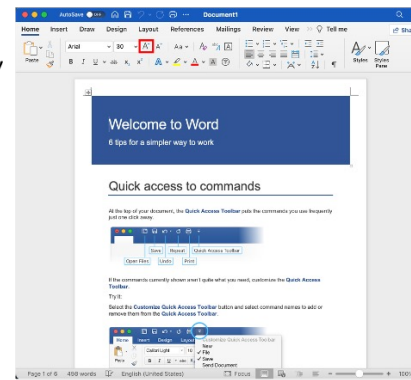 AutoSave
Document1
Home Insert Draw Design Layout References Mailings Review View Tell me
Paste
Arial
30
Styles
Styles Pane
Welcome to Word
6 tips for a simpler way to work
Quick access to commands
At the top of your document, the Quick Access Toolbar puts the commands you use frequently
just one click away.
Save Repeat Quick Access Toolbar
Open Files Undo Print
If the commands currently shown aren't quite what you need, customize the Quick Access
Toolbar.
Try it:
Select the Customize Quick Access Toolbar button and select command names to add or
remove them from the Quick Access Toolbar.
Customize Quick Access Toolbar
Home Insert Design Layout
New
File
Save
Send Document
Paste
Calibri Light
Page 1 of 6 498 words English (United States) Focus